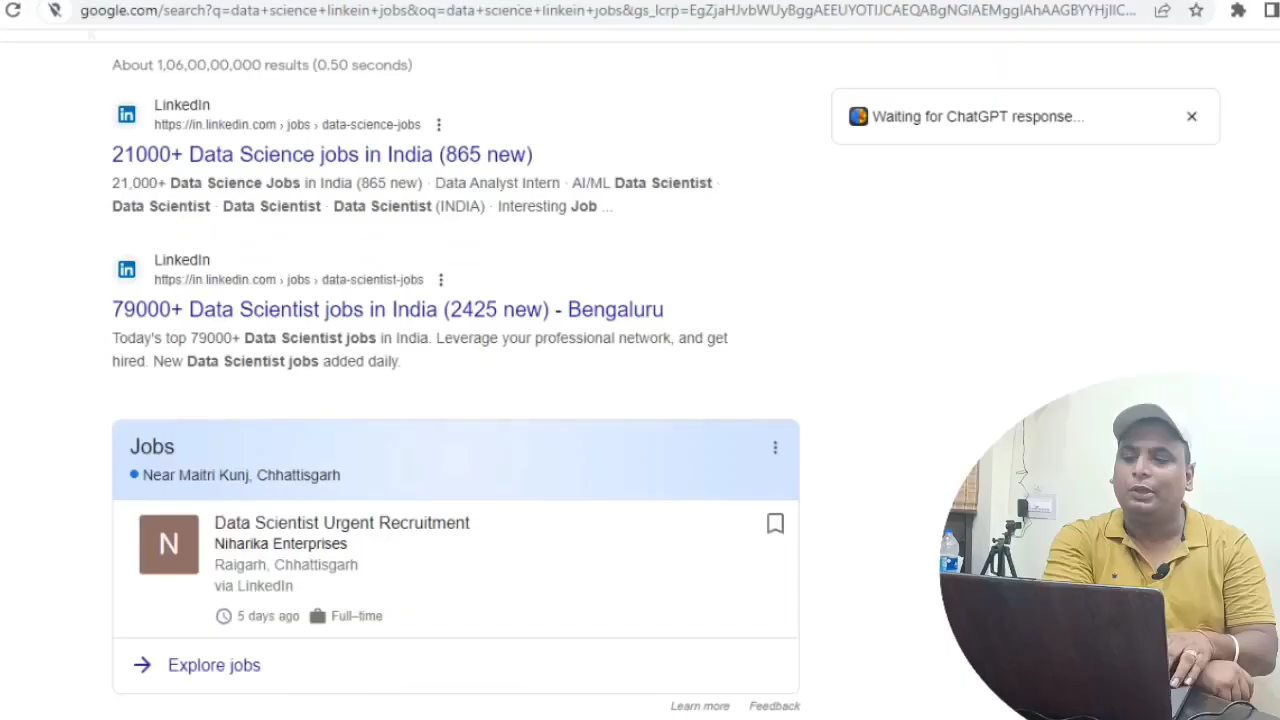 google.com/search?q=data+science+linkein+jobs&oq=data+science+linkein+jobs&gs_lcrp=EgZjaHJvbWUyBggAEEUYOTIJCAEQABgNGIAEMggIAhAAGBYYHjIIC...
About 1,06,00,00,000 results (0.50 seconds)
LinkedIn
https://in.linkedin.com › jobs › data-science-jobs
21000+ Data Science jobs in India (865 new)
21,000+ Data Science Jobs in India (865 new) · Data Analyst Intern · AI/ML Data Scientist ·
Data Scientist · Data Scientist · Data Scientist (INDIA) · Interesting Job ...
LinkedIn
https://in.linkedin.com › jobs › data-scientist-jobs
79000+ Data Scientist jobs in India (2425 new) - Bengaluru
Today's top 79000+ Data Scientist jobs in India. Leverage your professional network, and get
hired. New Data Scientist jobs added daily.
Jobs
Near Maitri Kunj, Chhattisgarh
N
Data Scientist Urgent Recruitment
Niharika Enterprises
Raigarh, Chhattisgarh
via LinkedIn
5 days ago Full–time
Explore jobs
Learn more Feedback
Waiting for ChatGPT response...